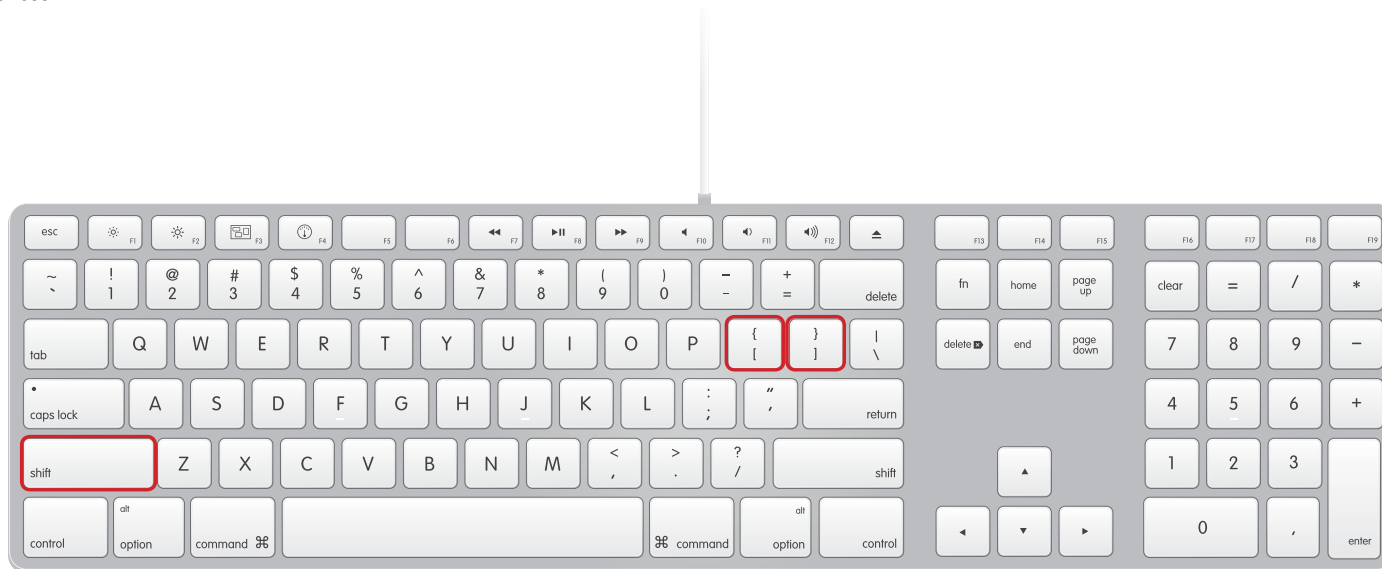 esc F1 F2 F3 F4 F5 F6 F7 F8 F9 F10 F11 F12 F13 F14 F15 F16 F17 F18 F19
~ ! @ # $ % ^ & * ( ) – +
` 1 2 3 4 5 6 7 8 9 0 - = delete fn home page up clear = / *
tab Q W E R T Y U I O P { [ } ] | \ delete end page down 7 8 9 –
caps lock A S D F G H J K L : ; " ' return 4 5 6 +
shift Z X C V B N M < , > . ? / shift 1 2 3
control alt option command ⌘ ⌘ command alt option control 0 , enter